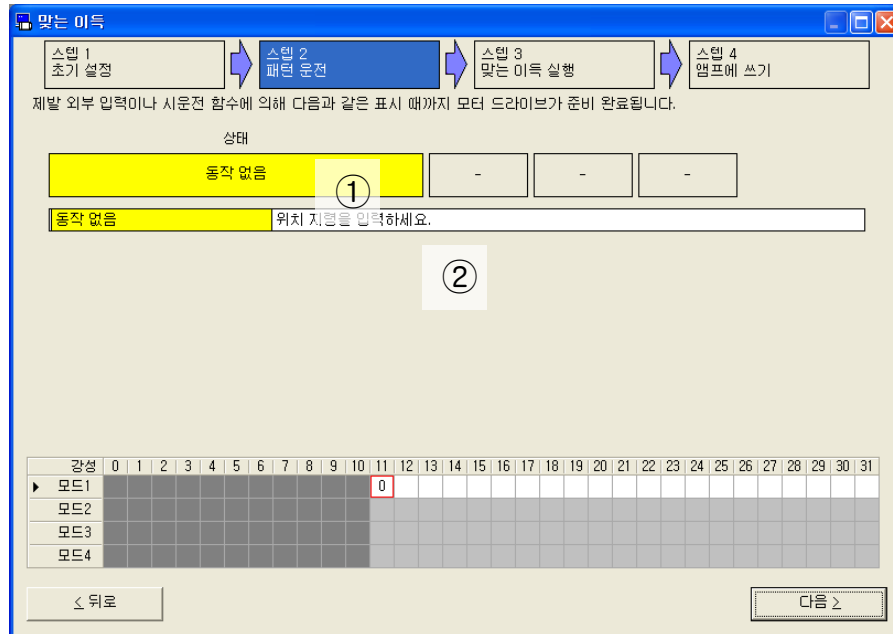 맞는 이득
스텝 1
초기 설정
스텝 2
패턴 운전
스텝 3
맞는 이득 실행
스텝 4
앰프에 쓰기
제발 외부 입력이나 시운전 함수에 의해 다음과 같은 표시 때까지 모터 드라이브가 준비 완료됩니다.
상태
동작 없음 - - -
①
동작 없음 위치 지령을 입력하세요.
②
강성 0 1 2 3 4 5 6 7 8 9 10 11 12 13 14 15 16 17 18 19 20 21 22 23 24 25 26 27 28 29 30 31
모드1 0
모드2
모드3
모드4
< 뒤로 다음 >